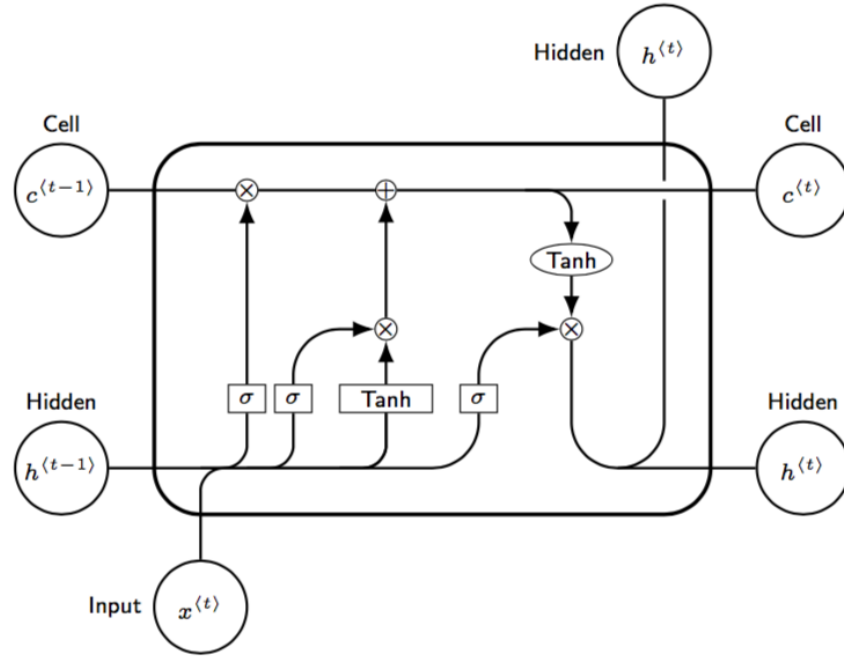 Hidden
h⟨t⟩
Cell
Cell
c⟨t−1⟩
×
+
c⟨t⟩
Tanh
×
×
Hidden
σ
σ
Tanh
σ
Hidden
h⟨t−1⟩
h⟨t⟩
Input
x⟨t⟩